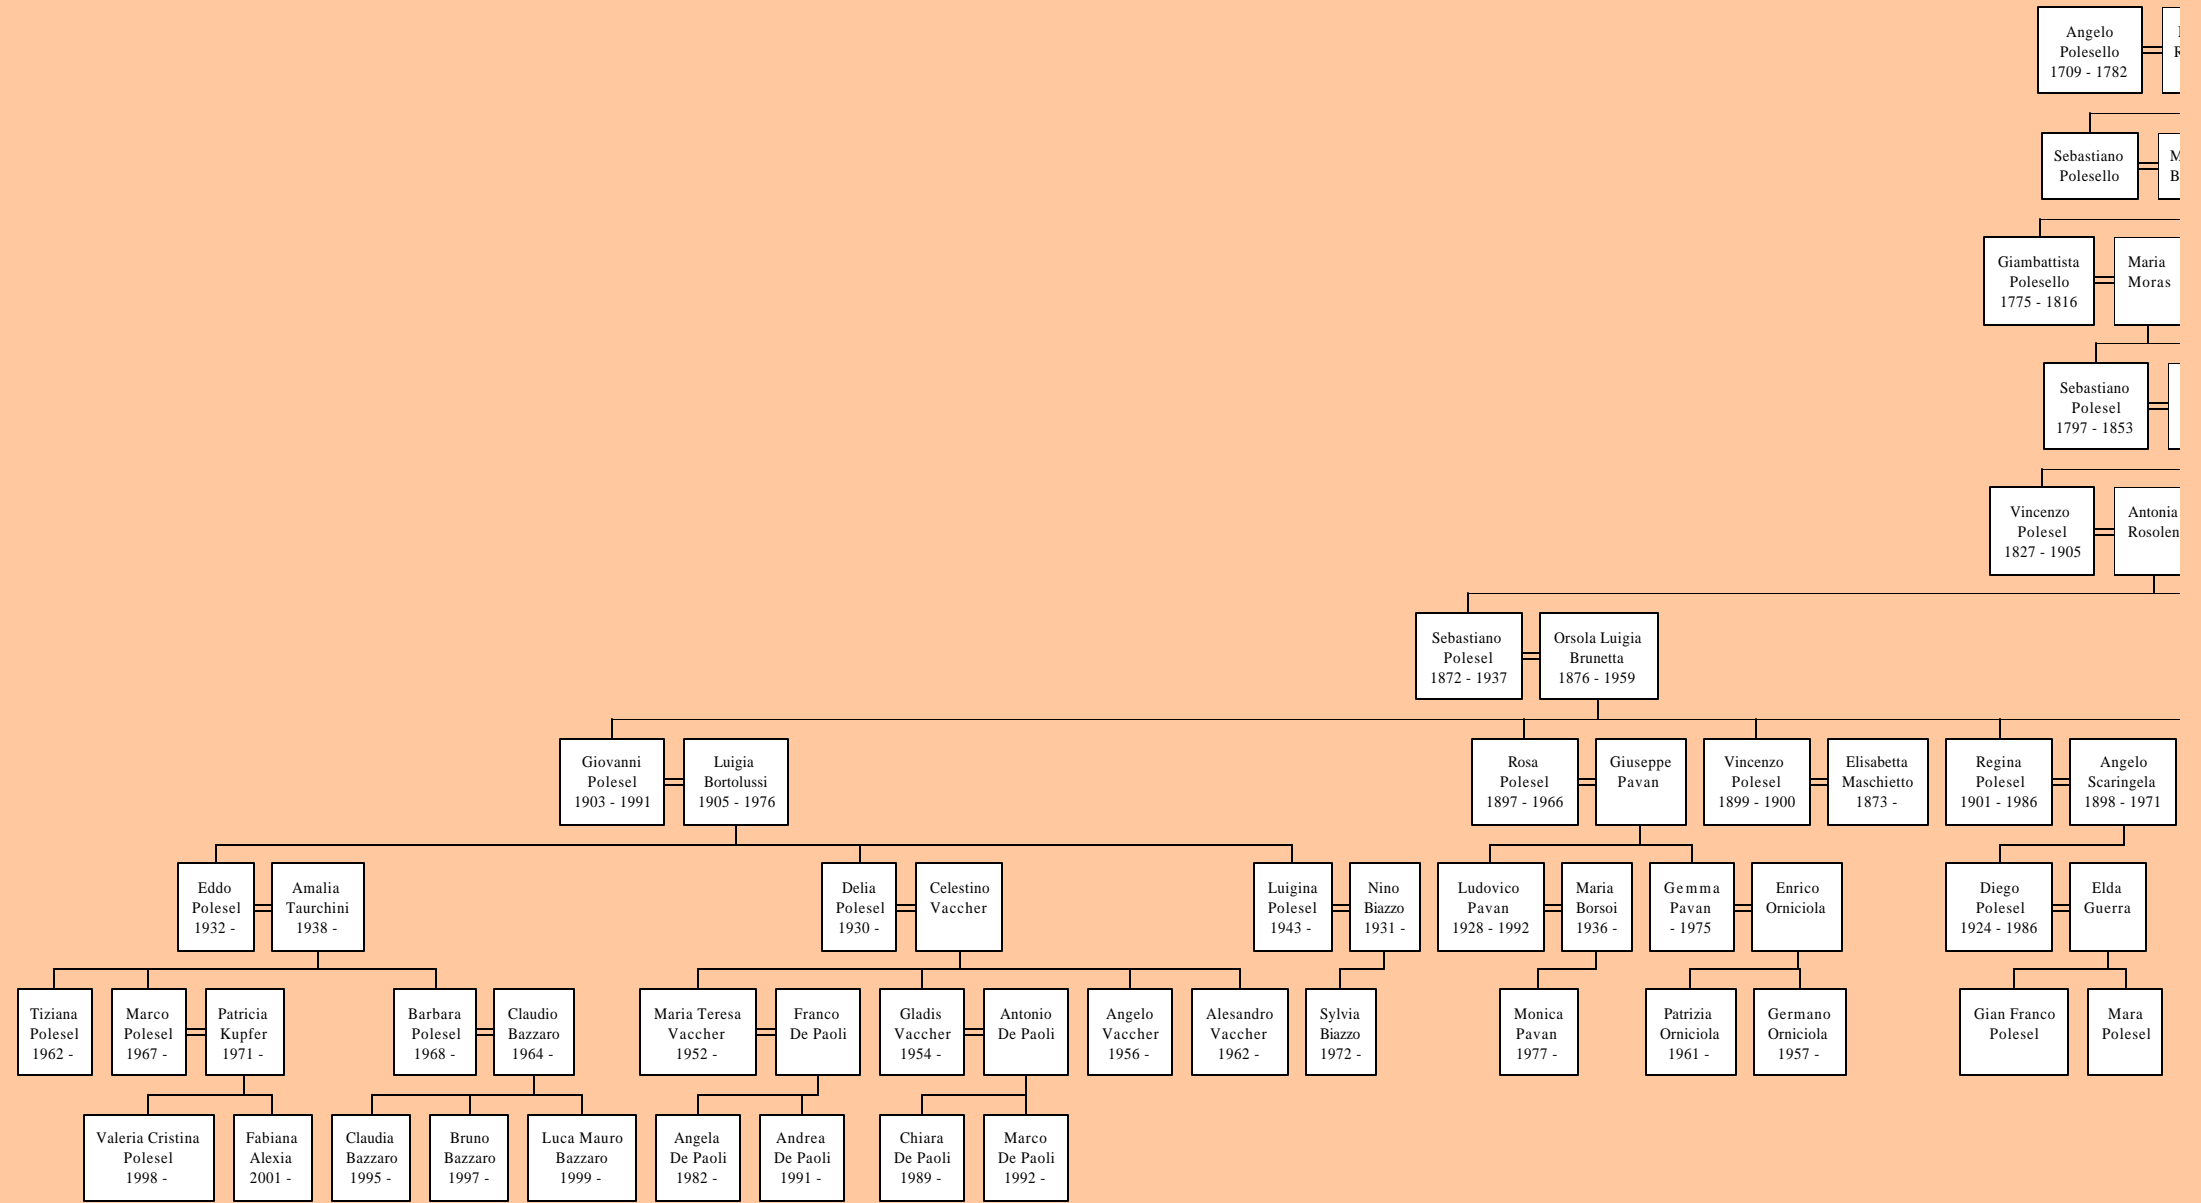 Angelo
Polesello
1709 - 1782
Sebastiano
Polesello
Giambattista
Polesello
1775 - 1816
Maria
Moras
Sebastiano
Polesel
1797 - 1853
Vincenzo
Polesel
1827 - 1905
Antonia
Rosolen
Sebastiano
Polesel
1872 - 1937
Orsola Luigia
Brunetta
1876 - 1959
Giovanni
Polesel
1903 - 1991
Luigia
Bortolussi
1905 - 1976
Rosa
Polesel
1897 - 1966
Giuseppe
Pavan
Vincenzo
Polesel
1899 - 1900
Elisabetta
Maschietto
1873 -
Regina
Polesel
1901 - 1986
Angelo
Scaringela
1898 - 1971
Eddo
Polesel
1932 -
Amalia
Taurchini
1938 -
Delia
Polesel
1930 -
Celestino
Vaccher
Luigina
Polesel
1943 -
Nino
Biazzo
1931 -
Ludovico
Pavan
1928 - 1992
Maria
Borsoi
1936 -
Gemma
Pavan
- 1975
Enrico
Orniciola
Diego
Polesel
1924 - 1986
Elda
Guerra
Tiziana
Polesel
1962 -
Marco
Polesel
1967 -
Patricia
Kupfer
1971 -
Barbara
Polesel
1968 -
Claudio
Bazzaro
1964 -
Maria Teresa
Vaccher
1952 -
Franco
De Paoli
Gladis
Vaccher
1954 -
Antonio
De Paoli
Angelo
Vaccher
1956 -
Alesandro
Vaccher
1962 -
Sylvia
Biazzo
1972 -
Monica
Pavan
1977 -
Patrizia
Orniciola
1961 -
Germano
Orniciola
1957 -
Gian Franco
Polesel
Mara
Polesel
Valeria Cristina
Polesel
1998 -
Fabiana
Alexia
2001 -
Claudia
Bazzaro
1995 -
Bruno
Bazzaro
1997 -
Luca Mauro
Bazzaro
1999 -
Angela
De Paoli
1982 -
Andrea
De Paoli
1991 -
Chiara
De Paoli
1989 -
Marco
De Paoli
1992 -